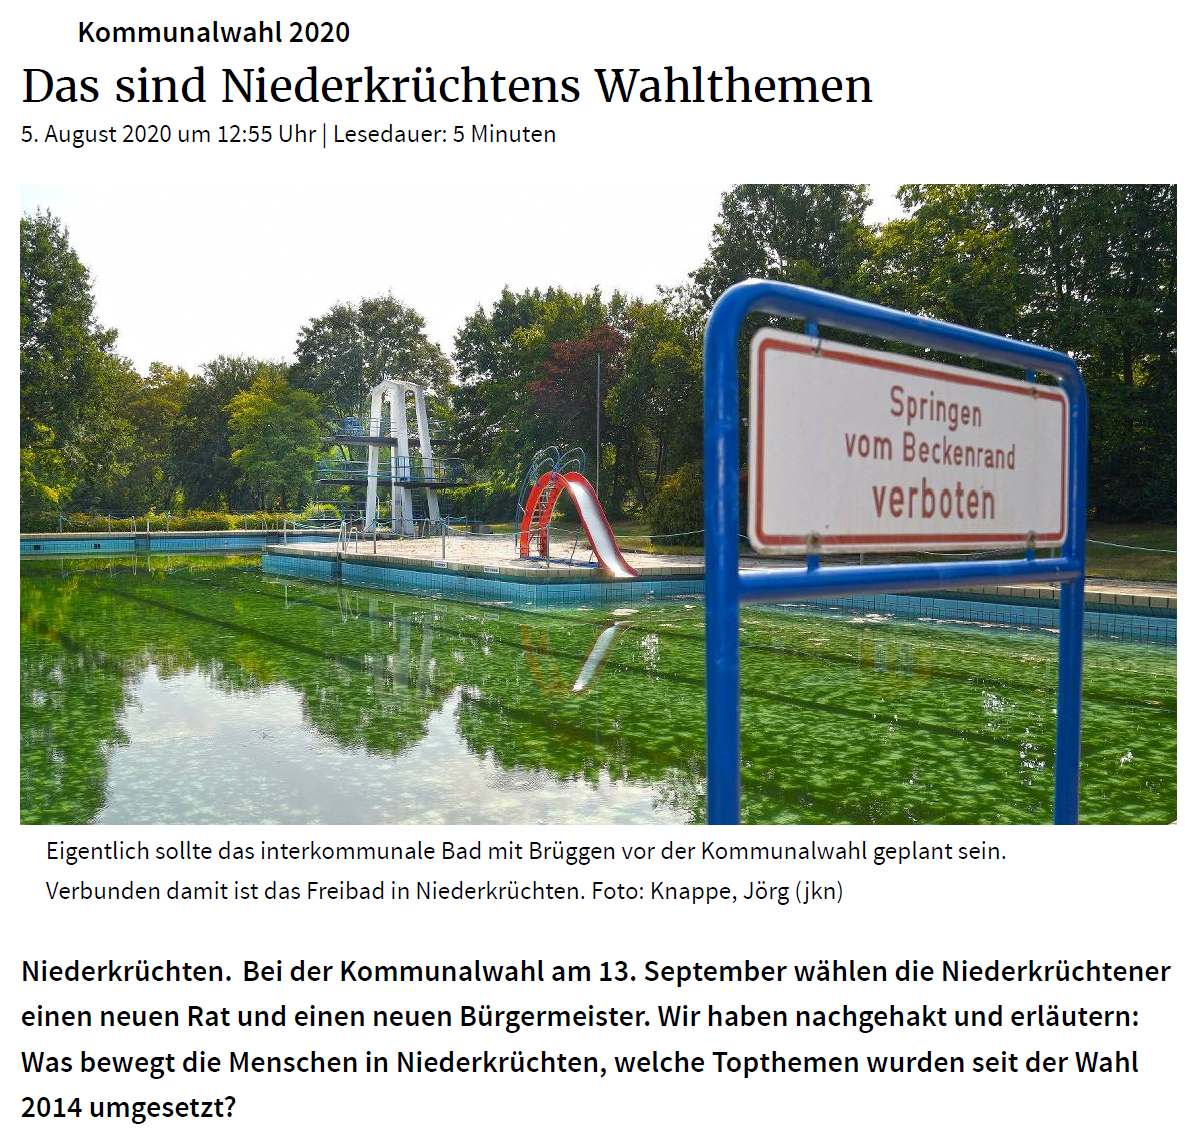 Kommunalwahl 2020
Das sind Niederkrüchtens Wahlthemen
5. August 2020 um 12:55 Uhr | Lesedauer: 5 Minuten
Springen
vom Beckenrand
verboten
Eigentlich sollte das interkommunale Bad mit Brüggen vor der Kommunalwahl geplant sein.
Verbunden damit ist das Freibad in Niederkrüchten. Foto: Knappe, Jörg (jkn)
Niederkrüchten. Bei der Kommunalwahl am 13. September wählen die Niederkrüchtener
einen neuen Rat und einen neuen Bürgermeister. Wir haben nachgehakt und erläutern:
Was bewegt die Menschen in Niederkrüchten, welche Topthemen wurden seit der Wahl
2014 umgesetzt?